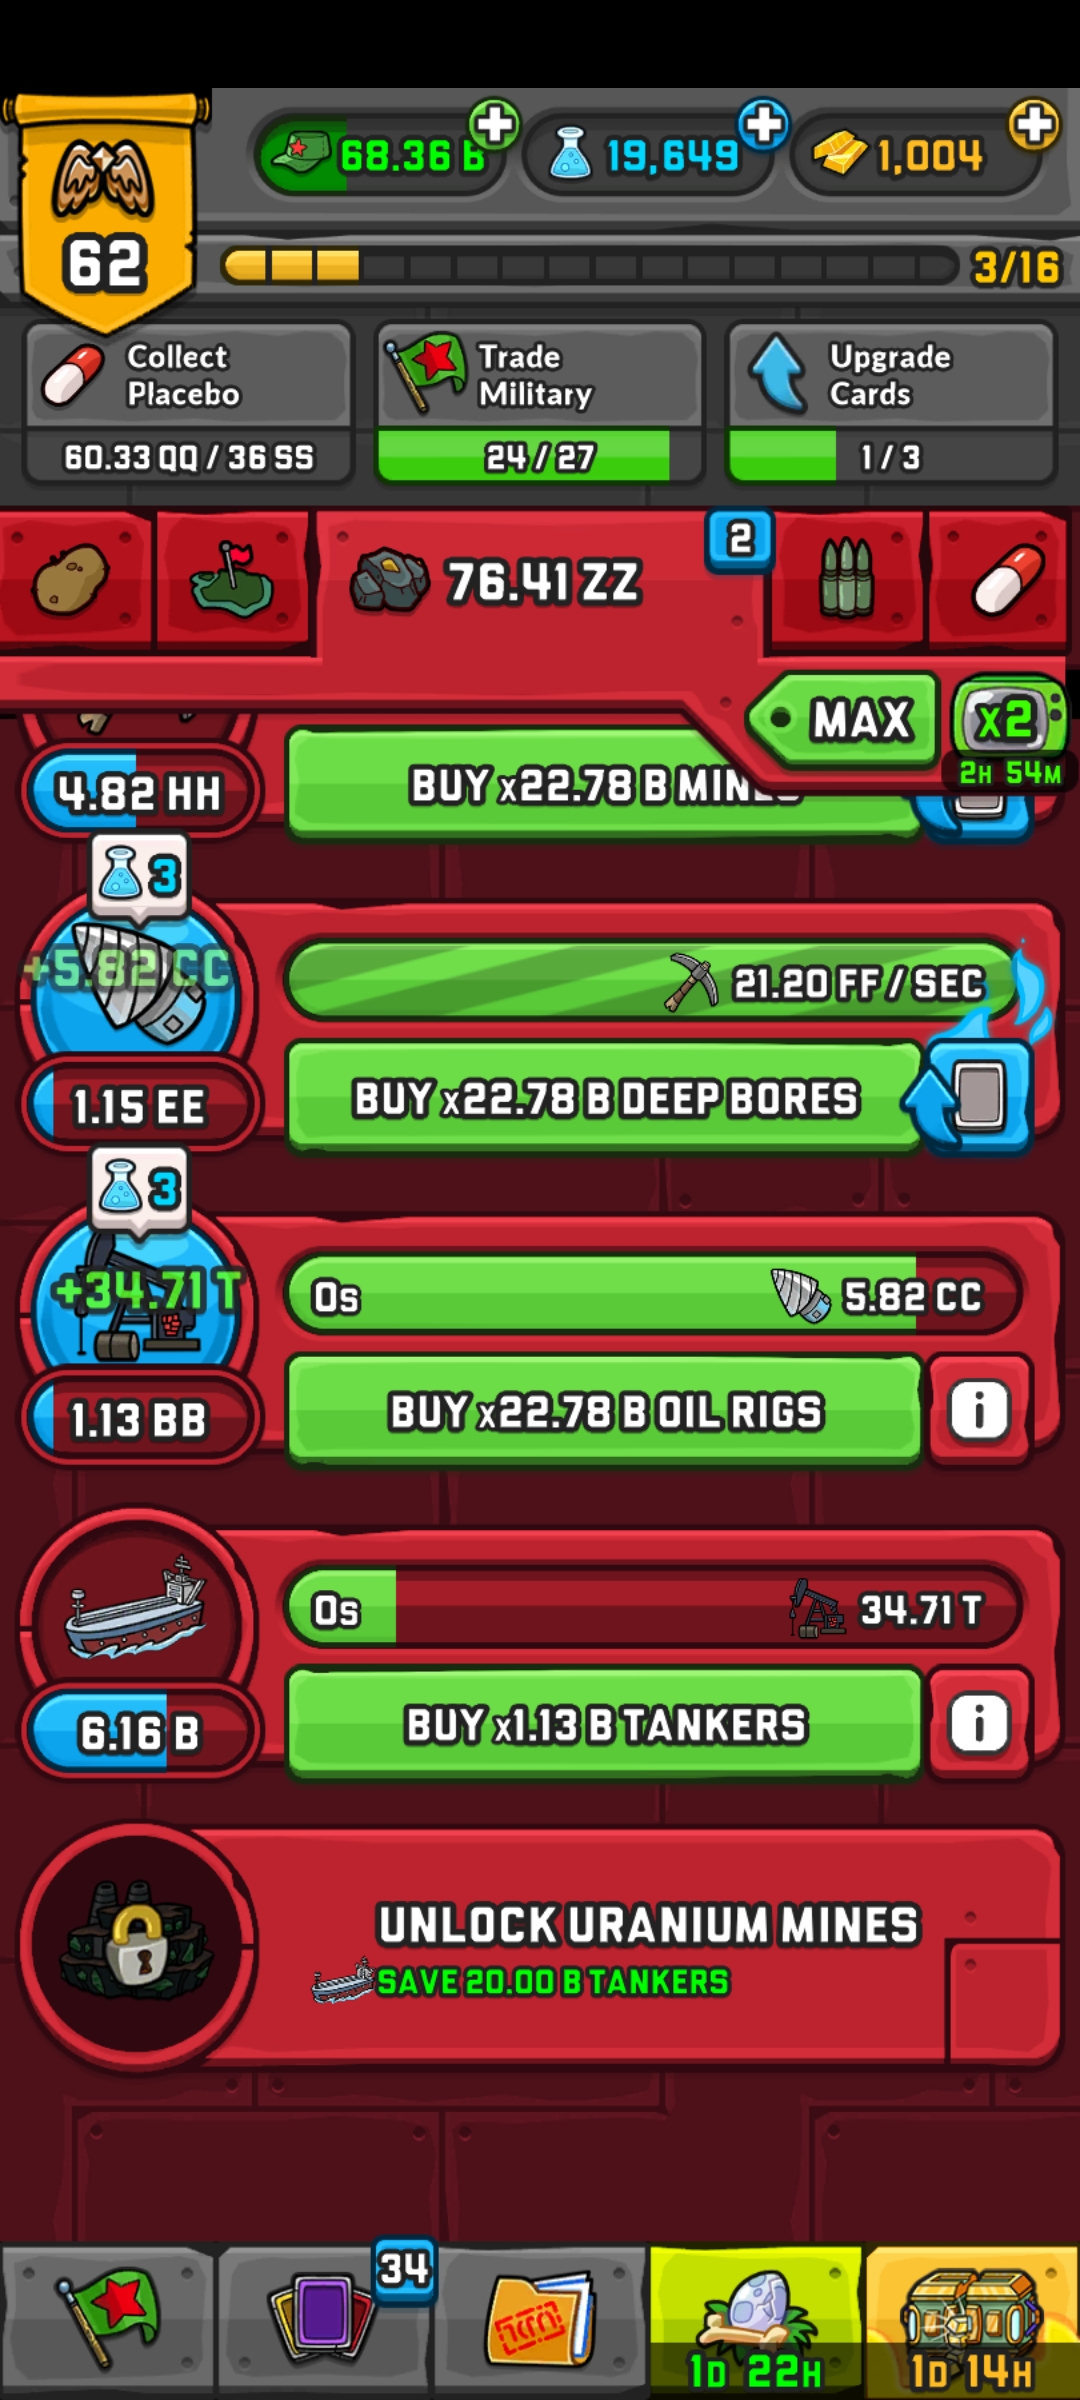 68.36 B
19,649
1,004
62
3/16
Collect
Placebo
60.33 QQ / 36 SS
Trade
Military
24 / 27
Upgrade
Cards
1 / 3
76.41 ZZ
2
MAX
x2
2H 54M
4.82 HH
BUY x22.78 B MINES
3
+5.82 CC
21.20 FF / SEC
1.15 EE
BUY x22.78 B DEEP BORES
3
+34.71 T
0s
5.82 CC
1.13 BB
BUY x22.78 B OIL RIGS
i
0s
34.71 T
6.16 B
BUY x1.13 B TANKERS
i
UNLOCK URANIUM MINES
SAVE 20.00 B TANKERS
34
1D 22H
1D 14H